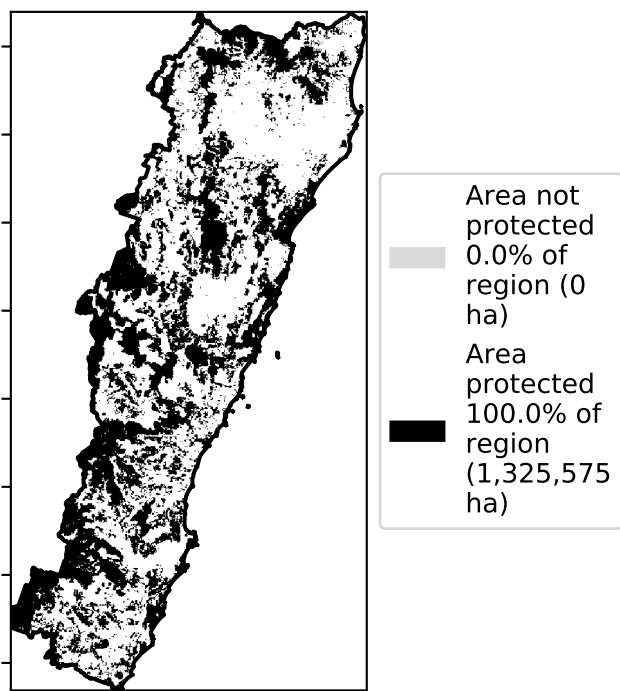 Area not
protected
0.0% of
region (0
ha)
Area
protected
100.0% of
region
(1,325,575
ha)